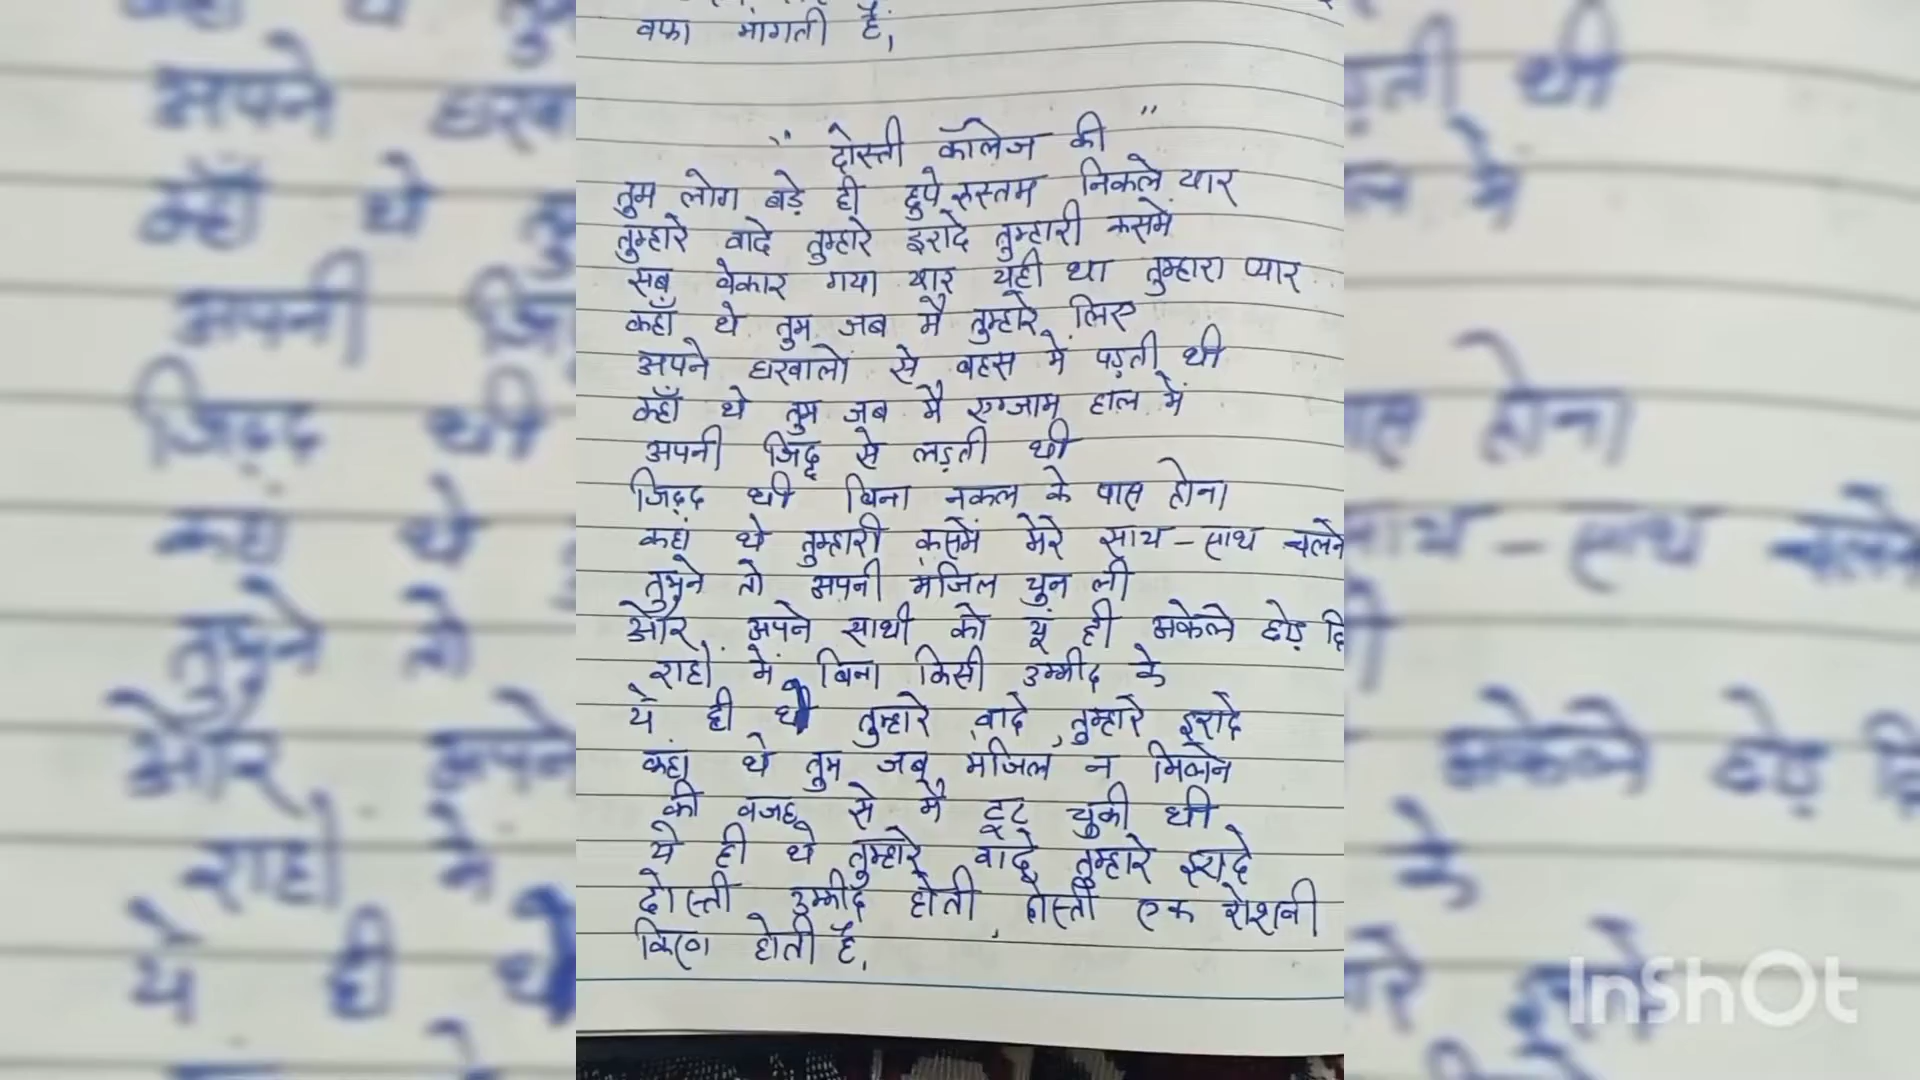 वफा मांगती है,
" दोस्ती कॉलेज की "
तुम लोग बड़े ही छुपे रुस्तम निकले यार
तुम्हारे वादे तुम्हारे इरादे तुम्हारी कसमें
सब वेकार गया यार यही था तुम्हारा प्यार
कहाँ थे तुम जब मै तुम्हारे लिए
अपने घरवालों से वहस में पड़ती थी
कहाँ थे तुम जब मै एग्जाम हाल में
अपनी जिद्द से लड़ती थी
जिद्द थी बिना नकल के पास होना
कहां थे तुम्हारी कसमें मेरे साथ - साथ चलने
तुमने तो अपनी मंजिल चुन ली
और अपने साथी को यूं ही अकेले छोड़ दि
राहों में बिना किसी उम्मीद के
ये ही थे तुम्हारे वादे, तुम्हारे इरादे
कहां थे तुम जब मंजिल न मिलने
की वजह से मै टूट चुकी थी
ये ही थे तुम्हारे वादे तुम्हारे इरादे
दोस्ती उम्मीद होती, दोस्ती एक रोशनी
किरण होती है,
InShOt